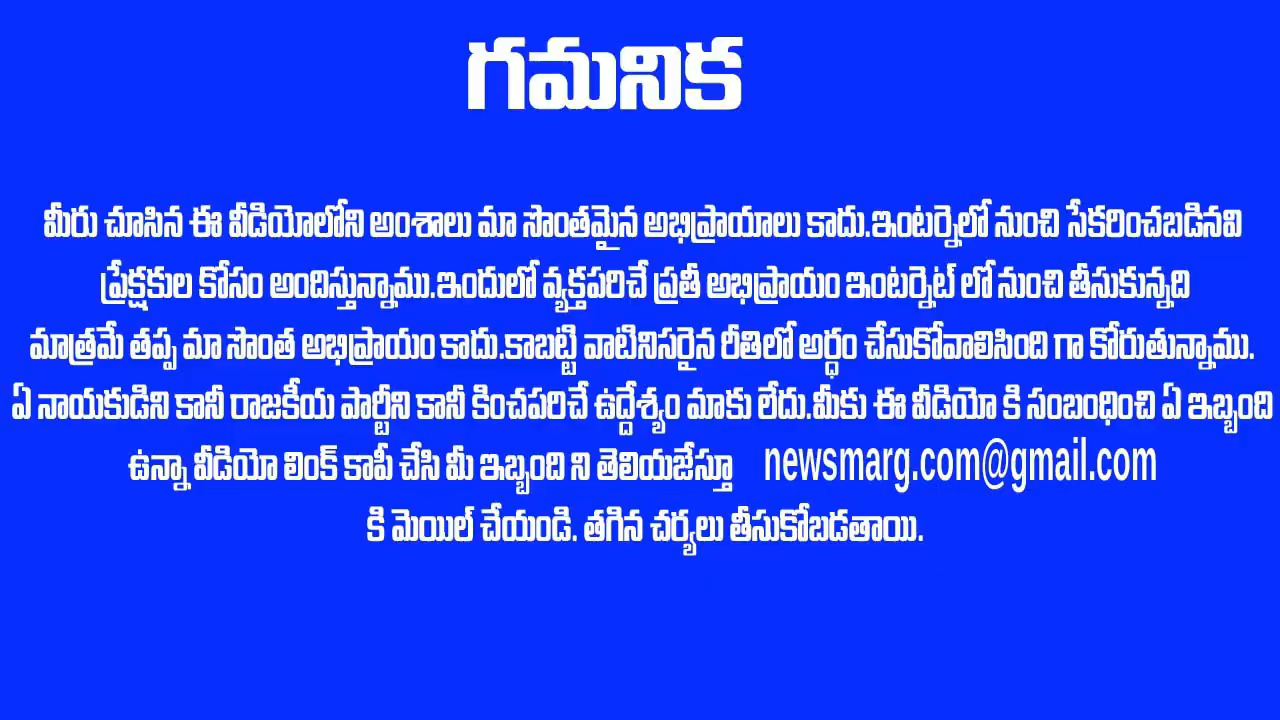 గమనిక
మీరు చూసిన ఈ వీడియోలోని అంశాలు మా సొంతమైన అభిప్రాయాలు కాదు.ఇంటర్నెలో నుంచి సేకరించబడినవి
ప్రేక్షకుల కోసం అందిస్తున్నాము.ఇందులో వ్యక్తపరిచే ప్రతీ అభిప్రాయం ఇంటర్నెట్ లో నుంచి తీసుకున్నది
మాత్రమే తప్ప మా సొంత అభిప్రాయం కాదు.కాబట్టి వాటినిసరైన రీతిలో అర్ధం చేసుకోవాలిసింది గా కోరుతున్నాము.
ఏ నాయకుడిని కానీ రాజకీయ పార్టీని కానీ కించపరిచే ఉద్దేశ్యం మాకు లేదు.మీకు ఈ వీడియో కి సంబంధించి ఏ ఇబ్బంది
ఉన్నా వీడియో లింక్ కాపీ చేసి మీ ఇబ్బంది ని తెలియజేస్తూ newsmarg.com@gmail.com
కి మెయిల్ చేయండి. తగిన చర్యలు తీసుకోబడతాయి.